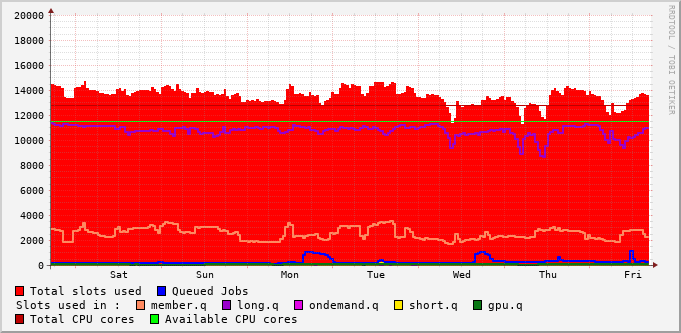 20000
18000
16000
14000
12000
10000
8000
6000
4000
2000
0
Sat Sun Mon Tue Wed Thu Fri
Total slots used Queued Jobs
Slots used in : member.q long.q ondemand.q short.q gpu.q
Total CPU cores Available CPU cores
RRDTOOL / TOBI OETIKER